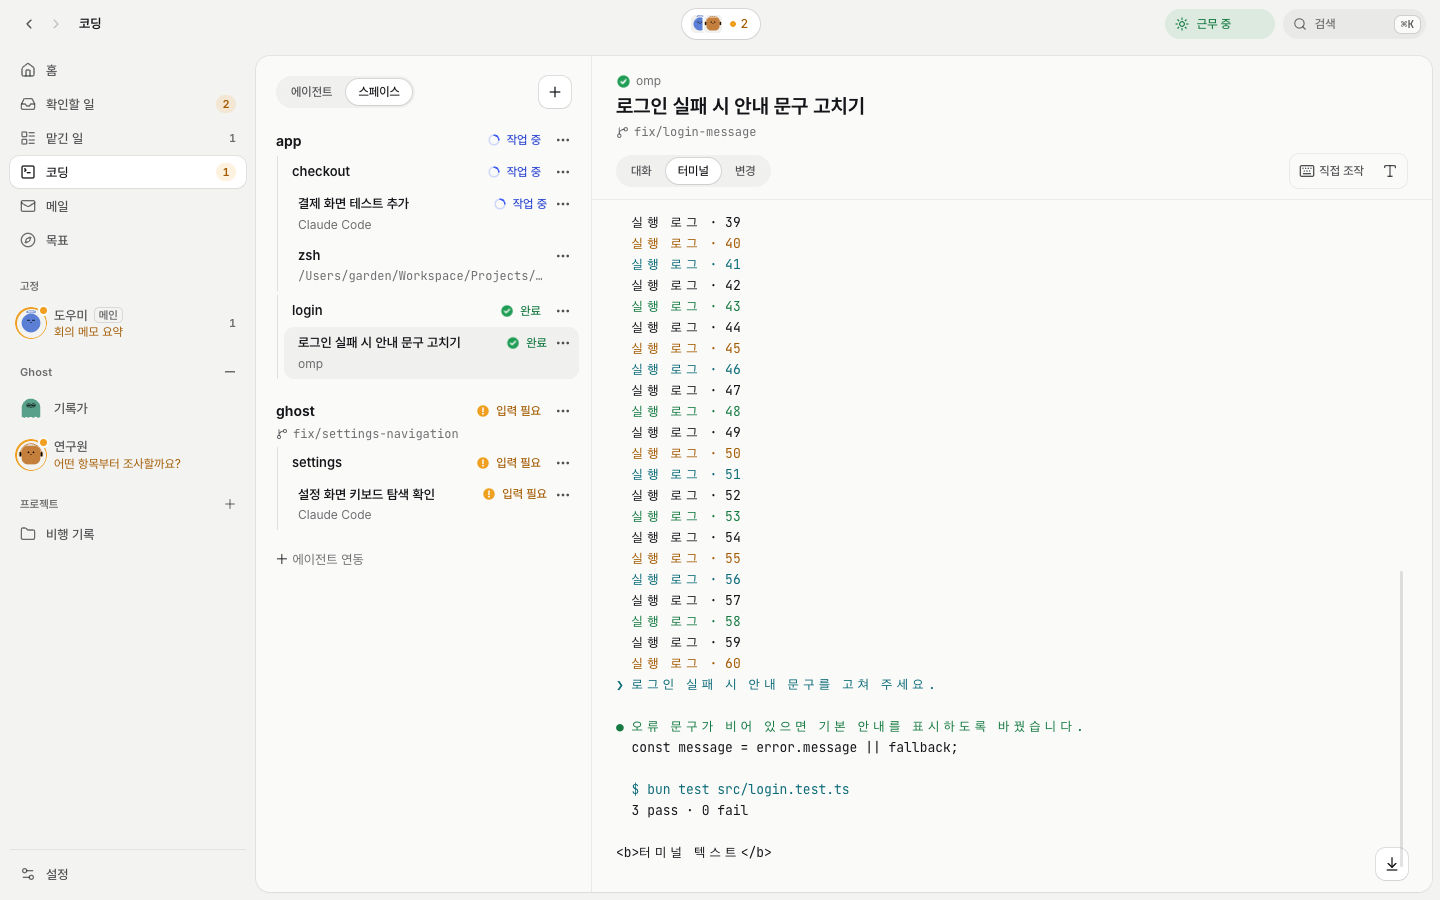 코딩
2
근무 중
검색
⌘K
홈
확인할 일
2
맡긴 일
1
코딩
1
메일
목표
고정
도우미
메인
회의 메모 요약
1
Ghost
기록가
연구원
어떤 항목부터 조사할까요?
프로젝트
비행 기록
설정
에이전트
스페이스
app
작업 중
checkout
작업 중
결제 화면 테스트 추가
작업 중
Claude Code
zsh
/Users/garden/Workspace/Projects/…
login
완료
로그인 실패 시 안내 문구 고치기
완료
omp
ghost
입력 필요
fix/settings-navigation
settings
입력 필요
설정 화면 키보드 탐색 확인
입력 필요
Claude Code
에이전트 연동
omp
로그인 실패 시 안내 문구 고치기
fix/login-message
대화
터미널
변경
직접 조작
실행 로그 · 39
실행 로그 · 40
실행 로그 · 41
실행 로그 · 42
실행 로그 · 43
실행 로그 · 44
실행 로그 · 45
실행 로그 · 46
실행 로그 · 47
실행 로그 · 48
실행 로그 · 49
실행 로그 · 50
실행 로그 · 51
실행 로그 · 52
실행 로그 · 53
실행 로그 · 54
실행 로그 · 55
실행 로그 · 56
실행 로그 · 57
실행 로그 · 58
실행 로그 · 59
실행 로그 · 60
❯ 로그인 실패 시 안내 문구를 고쳐 주세요.
● 오류 문구가 비어 있으면 기본 안내를 표시하도록 바꿨습니다.
const message = error.message || fallback;
$ bun test src/login.test.ts
3 pass · 0 fail
<b>터미널 텍스트</b>